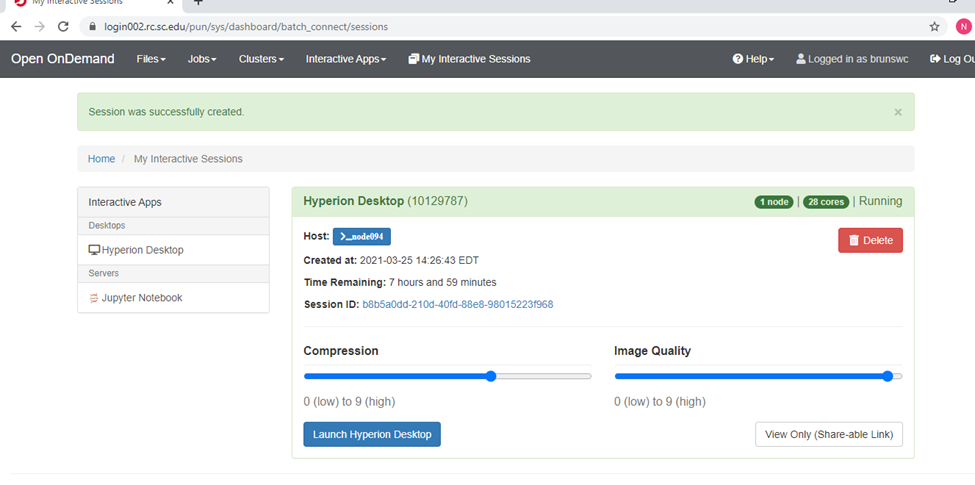 My Interactive Sessions
login002.rc.sc.edu/pun/sys/dashboard/batch_connect/sessions
N
Open OnDemand Files Jobs Clusters Interactive Apps My Interactive Sessions Help Logged in as brunswc Log Ou
Session was successfully created. ×
Home / My Interactive Sessions
Interactive Apps
Desktops
Hyperion Desktop
Servers
Jupyter Notebook
Hyperion Desktop (10129787) 1 node | 28 cores | Running
Host: >_node094 Delete
Created at: 2021-03-25 14:26:43 EDT
Time Remaining: 7 hours and 59 minutes
Session ID: b8b5a0dd-210d-40fd-88e8-98015223f968
Compression Image Quality
0 (low) to 9 (high) 0 (low) to 9 (high)
Launch Hyperion Desktop View Only (Share-able Link)